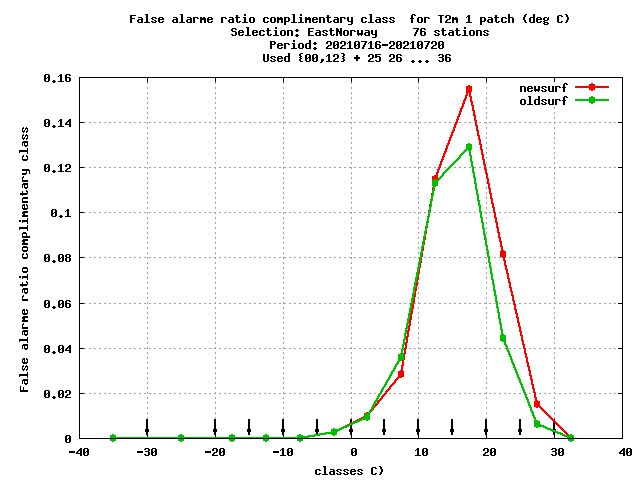 False alarme ratio complimentary class  for T2m 1 patch (deg C)
Selection: EastNorway     76 stations
Period: 20210716-20210720
Used {00,12} + 25 26 ... 36
newsurf
oldsurf
False alarme ratio complimentary class
0.16
0.14
0.12
0.1
0.08
0.06
0.04
0.02
0
-40 -30 -20 -10 0 10 20 30 40
classes C)